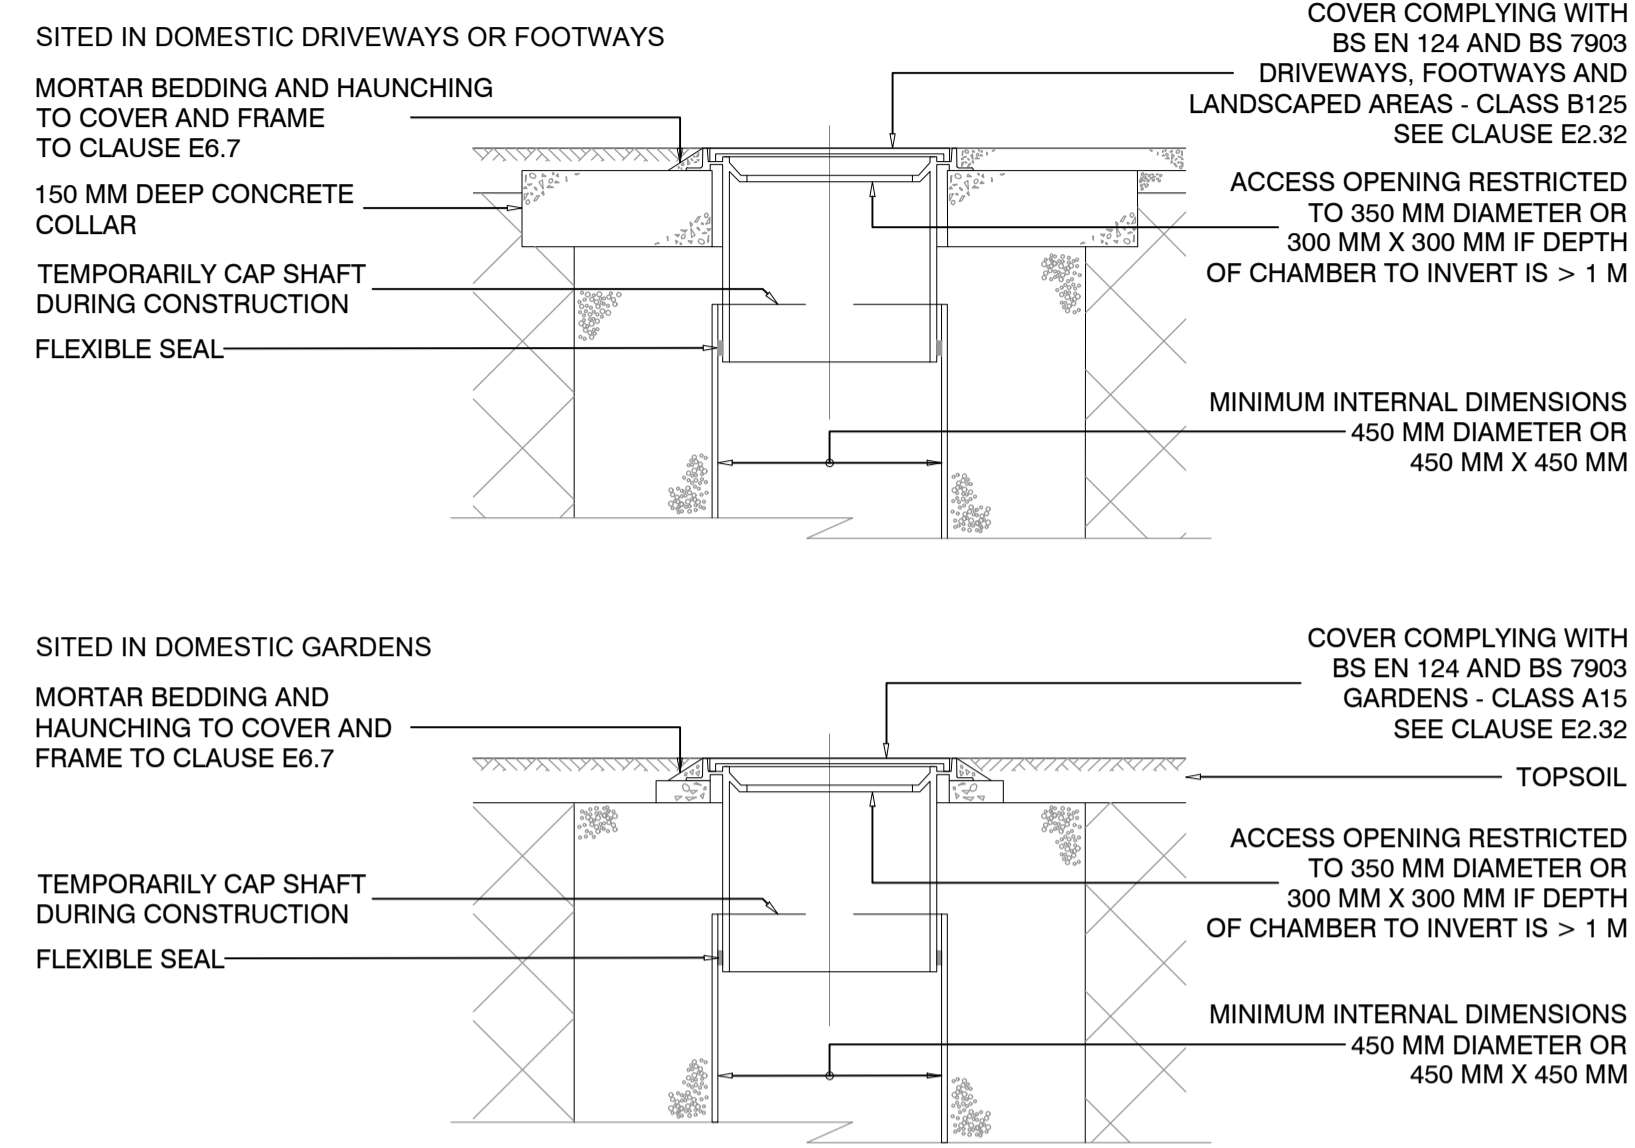 SITED IN DOMESTIC DRIVEWAYS OR FOOTWAYS
MORTAR BEDDING AND HAUNCHING
TO COVER AND FRAME
TO CLAUSE E6.7
150 MM DEEP CONCRETE
COLLAR
TEMPORARILY CAP SHAFT
DURING CONSTRUCTION
FLEXIBLE SEAL
COVER COMPLYING WITH
BS EN 124 AND BS 7903
DRIVEWAYS, FOOTWAYS AND
LANDSCAPED AREAS - CLASS B125
SEE CLAUSE E2.32
ACCESS OPENING RESTRICTED
TO 350 MM DIAMETER OR
300 MM X 300 MM IF DEPTH
OF CHAMBER TO INVERT IS > 1 M
MINIMUM INTERNAL DIMENSIONS
450 MM DIAMETER OR
450 MM X 450 MM
SITED IN DOMESTIC GARDENS
MORTAR BEDDING AND
HAUNCHING TO COVER AND
FRAME TO CLAUSE E6.7
TEMPORARILY CAP SHAFT
DURING CONSTRUCTION
FLEXIBLE SEAL
COVER COMPLYING WITH
BS EN 124 AND BS 7903
GARDENS - CLASS A15
SEE CLAUSE E2.32
TOPSOIL
ACCESS OPENING RESTRICTED
TO 350 MM DIAMETER OR
300 MM X 300 MM IF DEPTH
OF CHAMBER TO INVERT IS > 1 M
MINIMUM INTERNAL DIMENSIONS
450 MM DIAMETER OR
450 MM X 450 MM